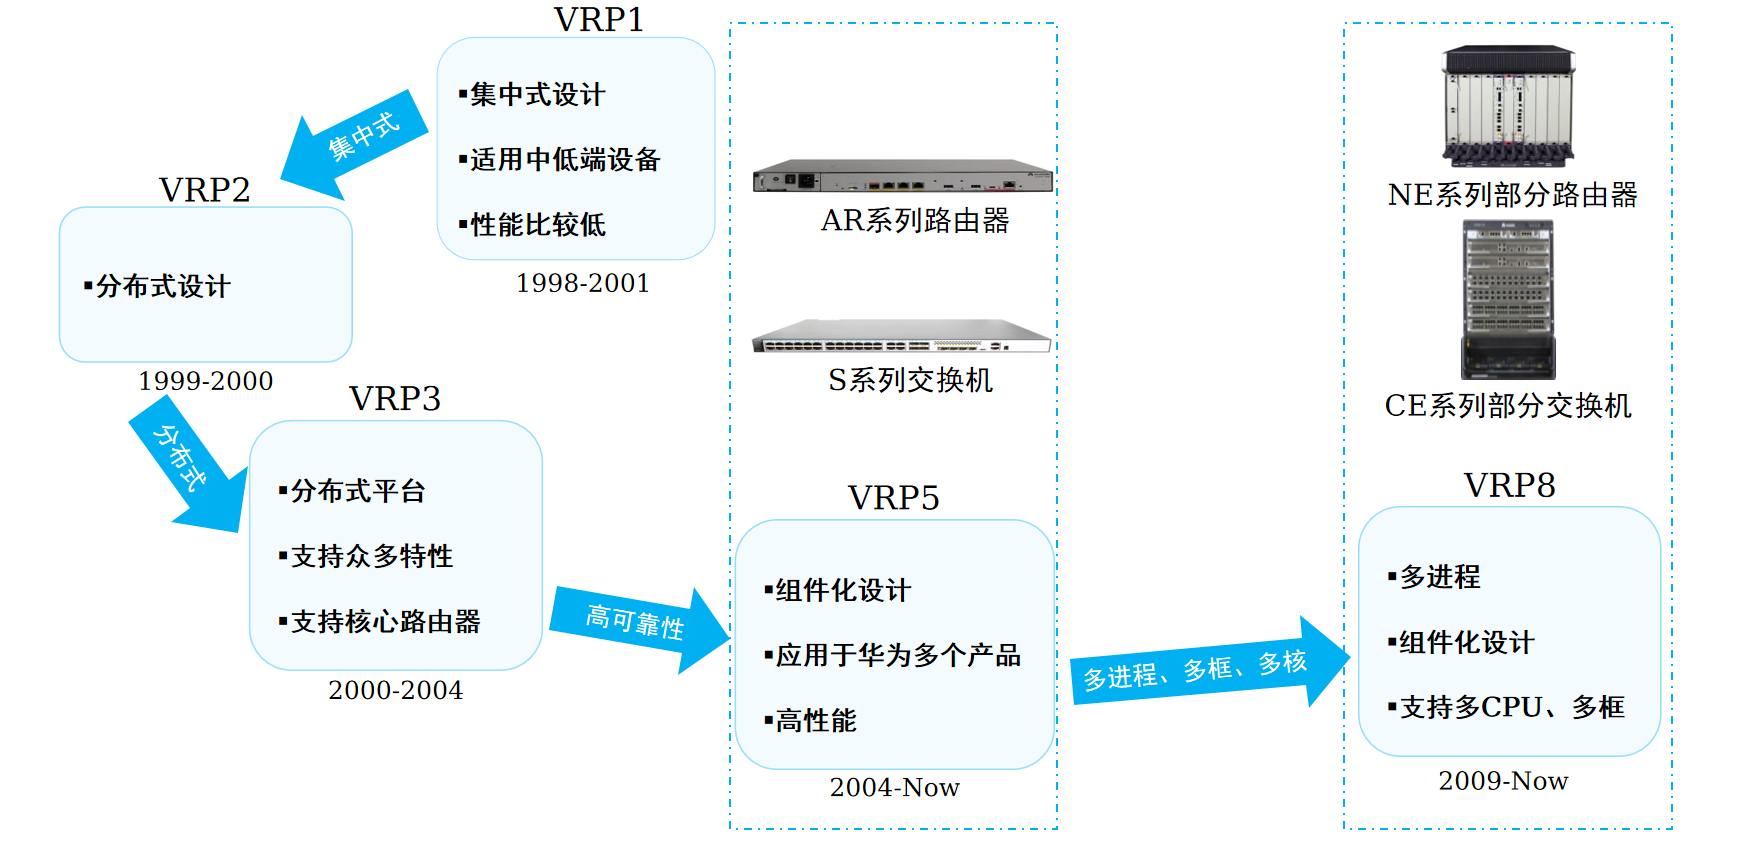 VRP1
▪集中式设计
▪适用中低端设备
▪性能比较低
1998-2001
集中式
VRP2
▪分布式设计
1999-2000
分布式
VRP3
▪分布式平台
▪支持众多特性
▪支持核心路由器
2000-2004
高可靠性
AR系列路由器
S系列交换机
VRP5
▪组件化设计
▪应用于华为多个产品
▪高性能
2004-Now
多进程、多框、多核
NE系列部分路由器
CE系列部分交换机
VRP8
▪多进程
▪组件化设计
▪支持多CPU、多框
2009-Now